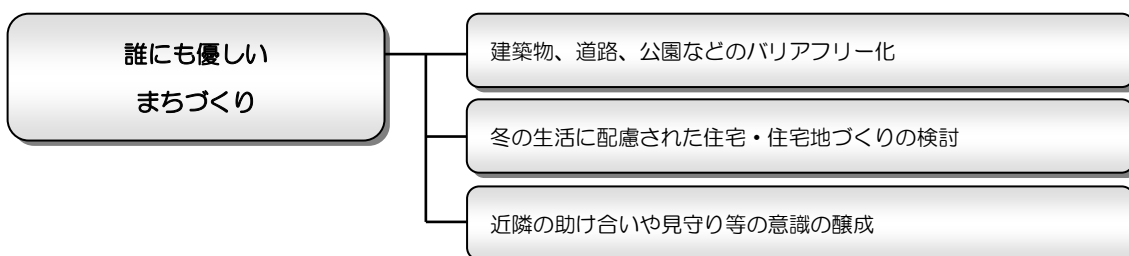 誰にも優しい
まちづくり
建築物、道路、公園などのバリアフリー化
冬の生活に配慮された住宅・住宅地づくりの検討
近隣の助け合いや見守り等の意識の醸成